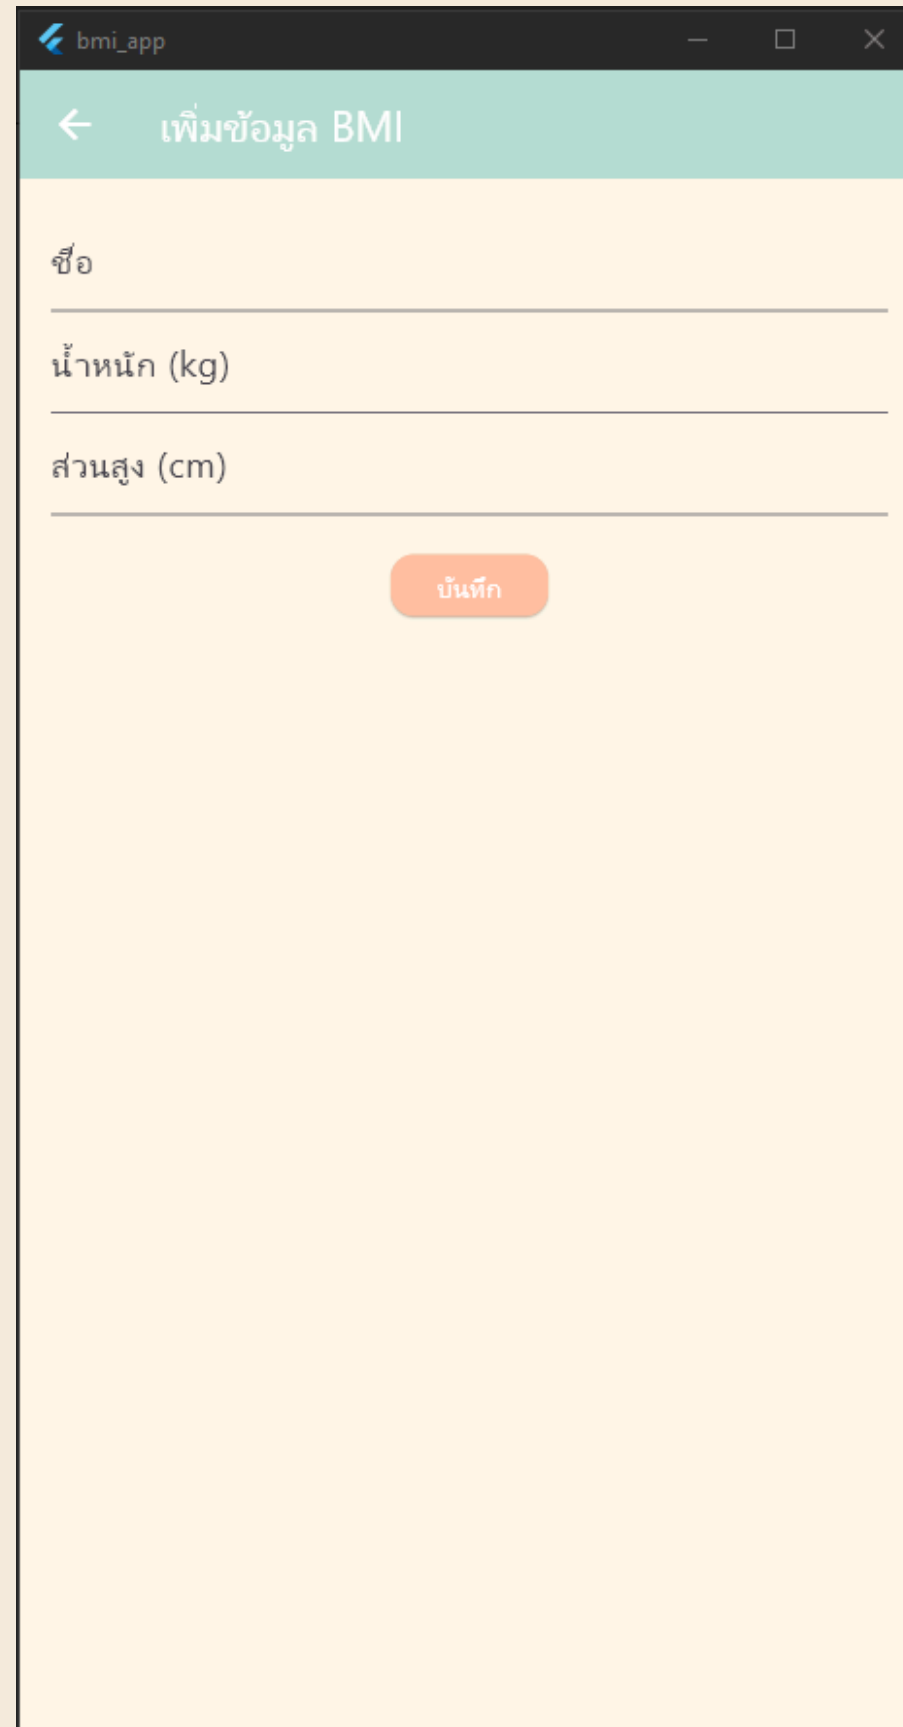 bmi_app
เพิ่มข้อมูล BMI
ชื่อ
น้ำหนัก (kg)
ส่วนสูง (cm)
บันทึก